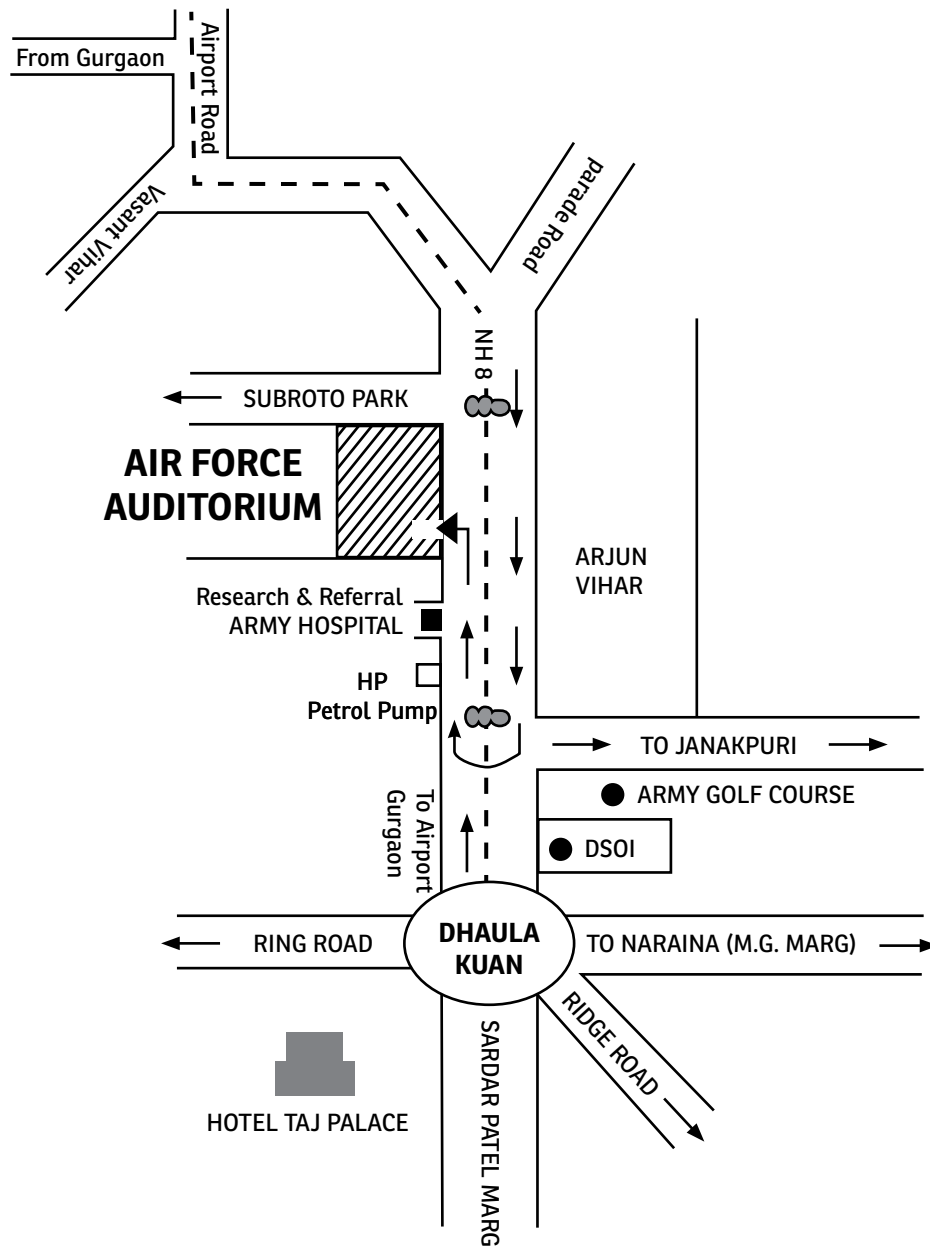 Airport Road
From Gurgaon
Vasant Vihar
parade Road
NH 8
SUBROTO PARK
AIR FORCE
AUDITORIUM
ARJUN
VIHAR
Research & Referral
ARMY HOSPITAL
HP
Petrol Pump
TO JANAKPURI
ARMY GOLF COURSE
To Airport
Gurgaon
DSOI
RING ROAD
DHAULA
KUAN
TO NARAINA (M.G. MARG)
RIDGE ROAD
SARDAR PATEL MARG
HOTEL TAJ PALACE